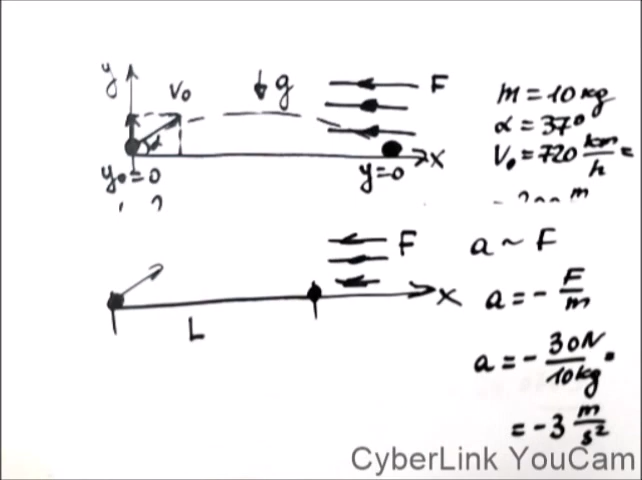 y
V₀
g
F
m = 10 kg
α
α = 37°
V₀ = 720 km/h =
x
y₀ = 0
y = 0
m
F
a ~ F
x
a = - F/m
L
a = - 30N/10kg =
= -3 m/s²
CyberLink YouCam